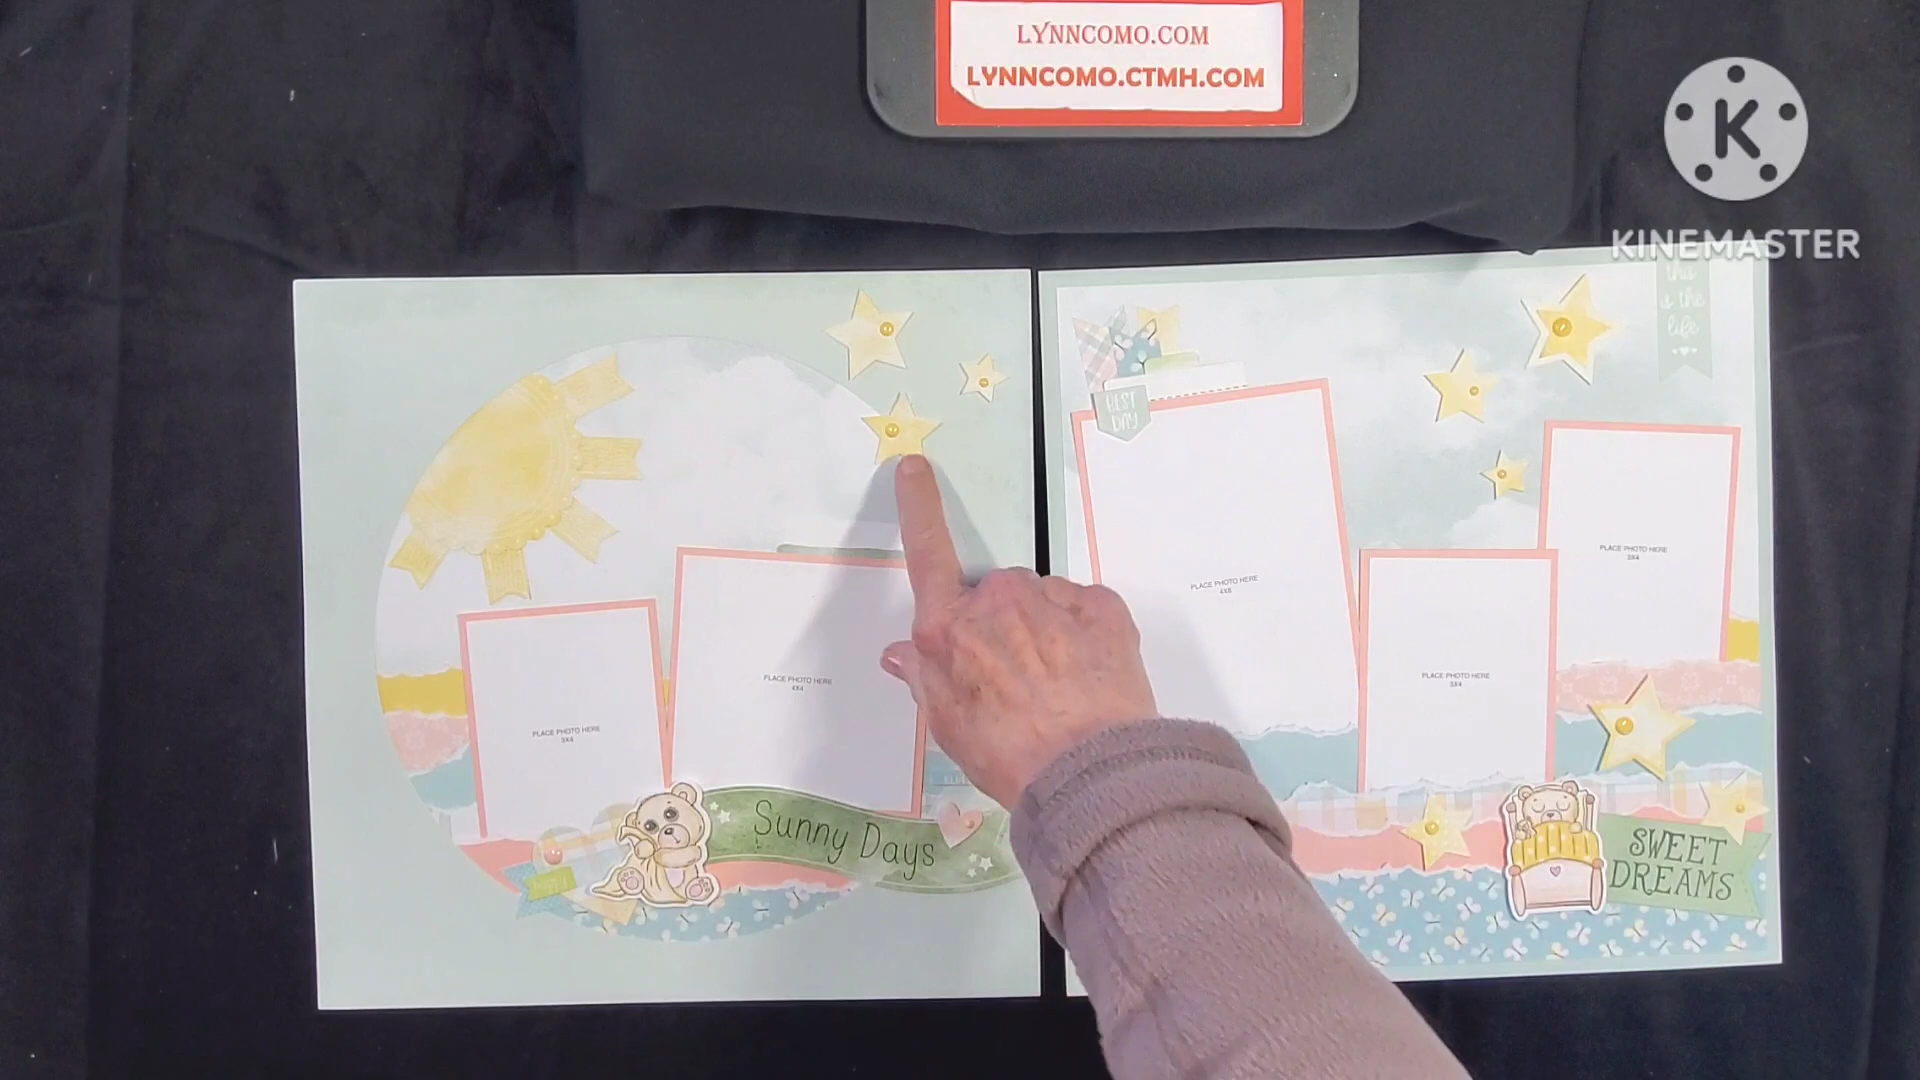 LYNNCOMO.COM
LYNNCOMO.CTMH.COM
K
KINEMASTER
this
is the
life
BEST
DAY
PLACE PHOTO HERE
3X4
PLACE PHOTO HERE
4X4
PLACE PHOTO HERE
4X6
PLACE PHOTO HERE
3X4
PLACE PHOTO HERE
3X4
Sunny Days
SWEET
DREAMS